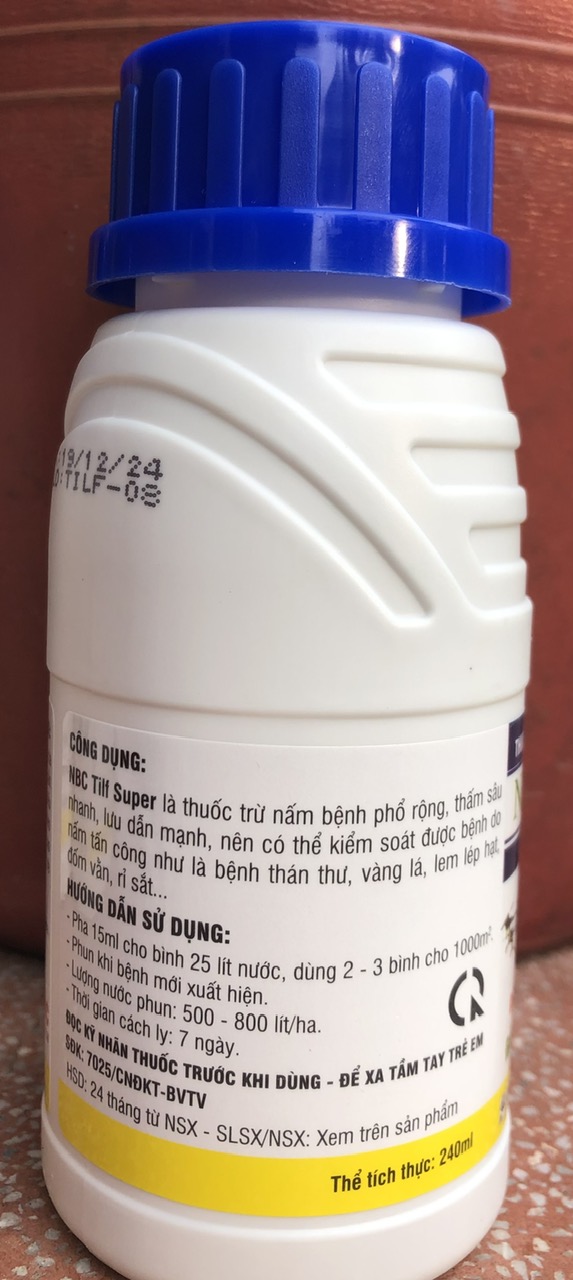 19/12/24
TILF-08
CÔNG DỤNG:
NBC Tilf Super là thuốc trừ nấm bệnh phổ rộng, thấm sâu
nhanh, lưu dẫn mạnh, nên có thể kiểm soát được bệnh do
nấm tấn công như là bệnh thán thư, vàng lá, lem lép hạt,
đốm vằn, rỉ sắt...
HƯỚNG DẪN SỬ DỤNG:
- Pha 15ml cho bình 25 lít nước, dùng 2 - 3 bình cho 1000m².
- Phun khi bệnh mới xuất hiện.
- Lượng nước phun: 500 - 800 lít/ha.
- Thời gian cách ly: 7 ngày.
ĐỌC KỸ NHÃN THUỐC TRƯỚC KHI DÙNG - ĐỂ XA TẦM TAY TRẺ EM
SĐK: 7025/CNĐKT-BVTV
HSD: 24 tháng từ NSX - SLSX/NSX: Xem trên sản phẩm
Thể tích thực: 240ml